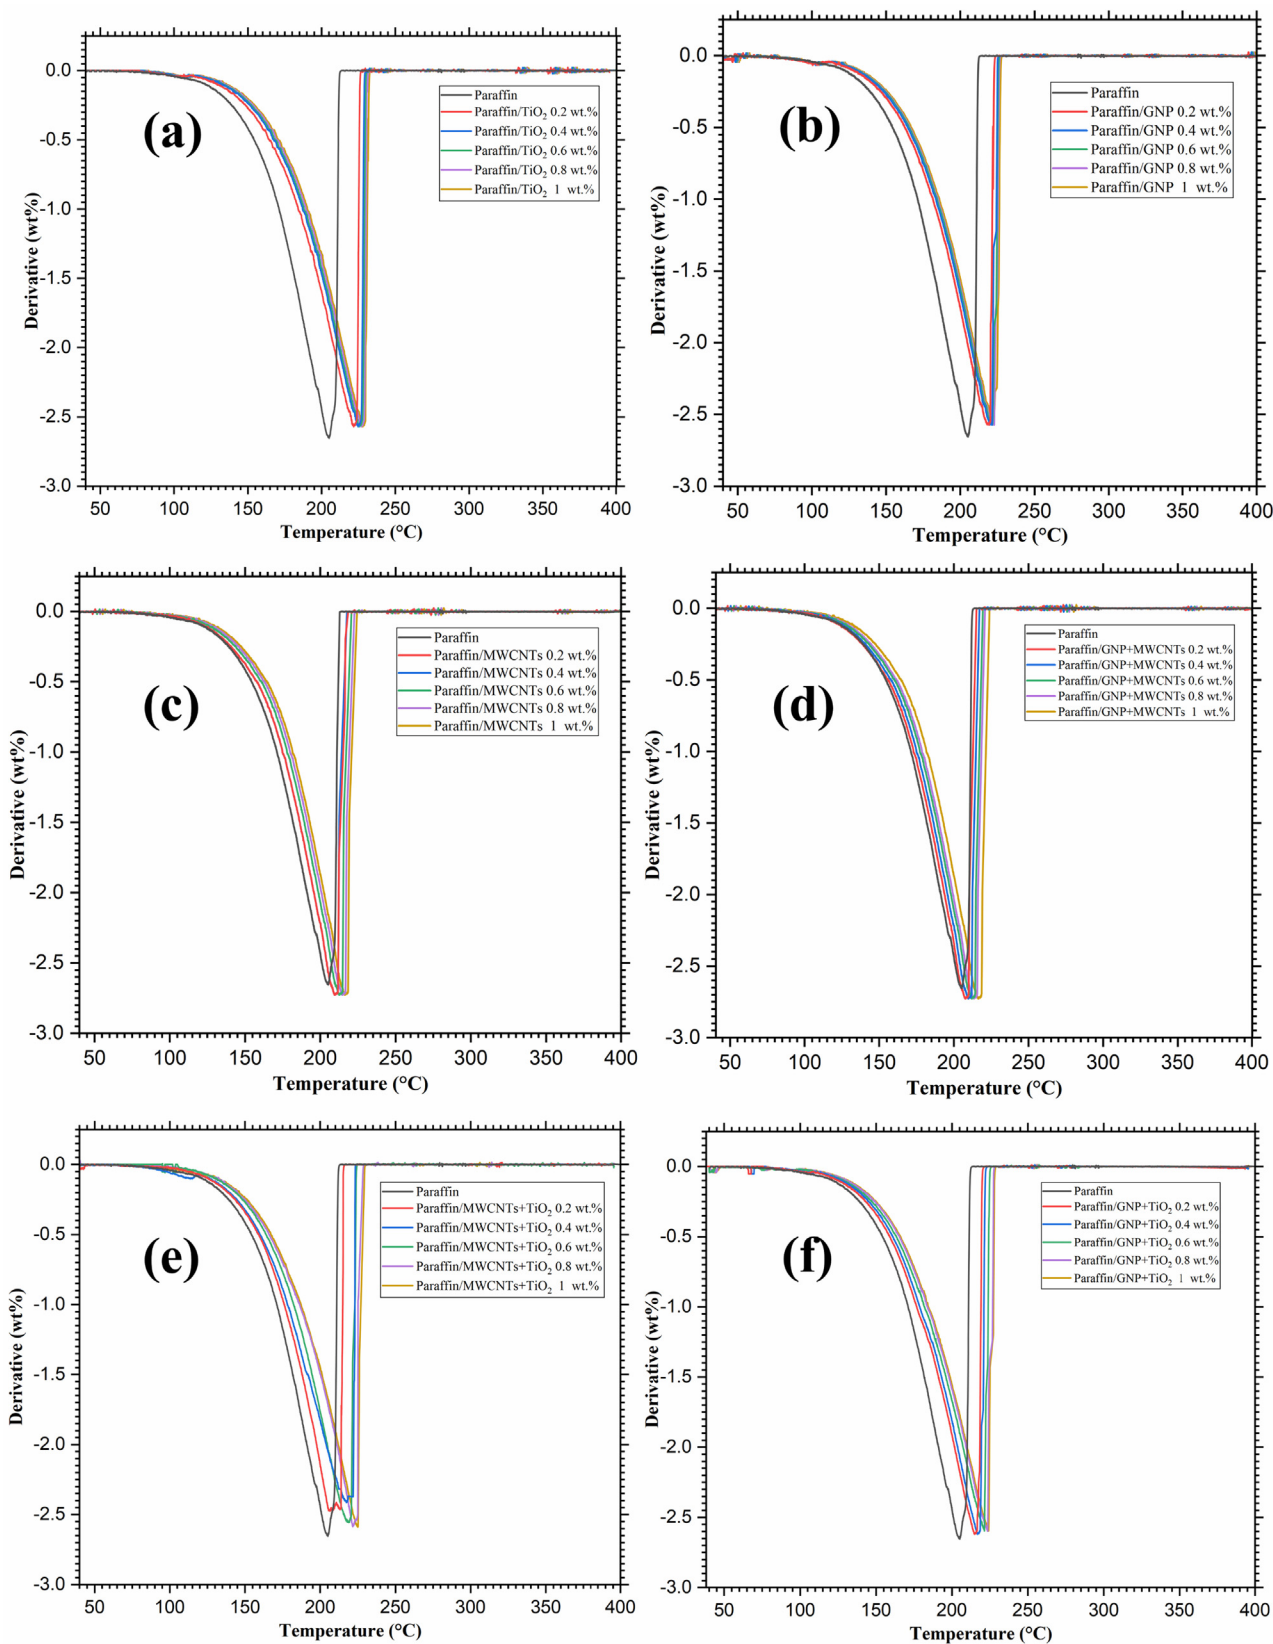 (a)
Paraffin
Paraffin/TiO2 0.2 wt.%
Paraffin/TiO2 0.4 wt.%
Paraffin/TiO2 0.6 wt.%
Paraffin/TiO2 0.8 wt.%
Paraffin/TiO2 1 wt.%
0.0
-0.5
-1.0
-1.5
-2.0
-2.5
-3.0
Derivative (wt%)
50 100 150 200 250 300 350 400
Temperature (°C)
(b)
Paraffin
Paraffin/GNP 0.2 wt.%
Paraffin/GNP 0.4 wt.%
Paraffin/GNP 0.6 wt.%
Paraffin/GNP 0.8 wt.%
Paraffin/GNP 1 wt.%
0.0
-0.5
-1.0
-1.5
-2.0
-2.5
-3.0
Derivative (wt%)
50 100 150 200 250 300 350 400
Temperature (°C)
(c)
Paraffin
Paraffin/MWCNTs 0.2 wt.%
Paraffin/MWCNTs 0.4 wt.%
Paraffin/MWCNTs 0.6 wt.%
Paraffin/MWCNTs 0.8 wt.%
Paraffin/MWCNTs 1 wt.%
0.0
-0.5
-1.0
-1.5
-2.0
-2.5
-3.0
Derivative (wt%)
50 100 150 200 250 300 350 400
Temperature (°C)
(d)
Paraffin
Paraffin/GNP+MWCNTs 0.2 wt.%
Paraffin/GNP+MWCNTs 0.4 wt.%
Paraffin/GNP+MWCNTs 0.6 wt.%
Paraffin/GNP+MWCNTs 0.8 wt.%
Paraffin/GNP+MWCNTs 1 wt.%
0.0
-0.5
-1.0
-1.5
-2.0
-2.5
-3.0
Derivative (wt%)
50 100 150 200 250 300 350 400
Temperature (°C)
(e)
Paraffin
Paraffin/MWCNTs+TiO2 0.2 wt.%
Paraffin/MWCNTs+TiO2 0.4 wt.%
Paraffin/MWCNTs+TiO2 0.6 wt.%
Paraffin/MWCNTs+TiO2 0.8 wt.%
Paraffin/MWCNTs+TiO2 1 wt.%
0.0
-0.5
-1.0
-1.5
-2.0
-2.5
-3.0
Derivative (wt%)
50 100 150 200 250 300 350 400
Temperature (°C)
(f)
Paraffin
Paraffin/GNP+TiO2 0.2 wt.%
Paraffin/GNP+TiO2 0.4 wt.%
Paraffin/GNP+TiO2 0.6 wt.%
Paraffin/GNP+TiO2 0.8 wt.%
Paraffin/GNP+TiO2 1 wt.%
0.0
-0.5
-1.0
-1.5
-2.0
-2.5
-3.0
Derivative (wt%)
50 100 150 200 250 300 350 400
Temperature (°C)